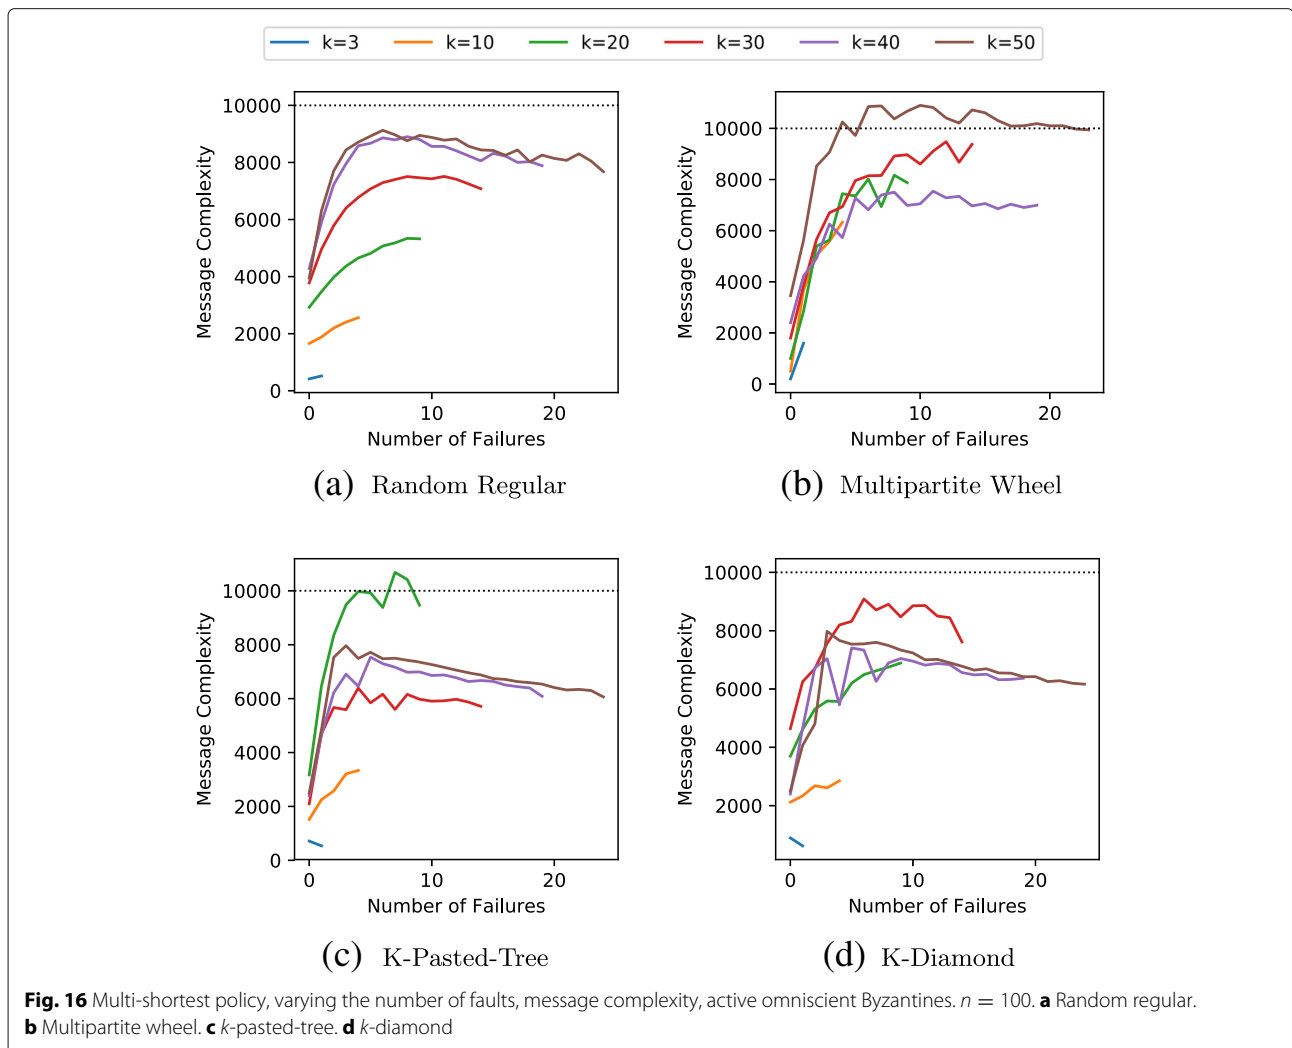 k=3 k=10 k=20 k=30 k=40 k=50
10000
8000
6000
4000
2000
0
Message Complexity
0 10 20
Number of Failures
(a) Random Regular
10000
8000
6000
4000
2000
0
Message Complexity
0 10 20
Number of Failures
(b) Multipartite Wheel
10000
8000
6000
4000
2000
0
Message Complexity
0 10 20
Number of Failures
(c) K-Pasted-Tree
10000
8000
6000
4000
2000
Message Complexity
0 10 20
Number of Failures
(d) K-Diamond
Fig. 16 Multi-shortest policy, varying the number of faults, message complexity, active omniscient Byzantines. n = 100. a Random regular.
b Multipartite wheel. c k-pasted-tree. d k-diamond